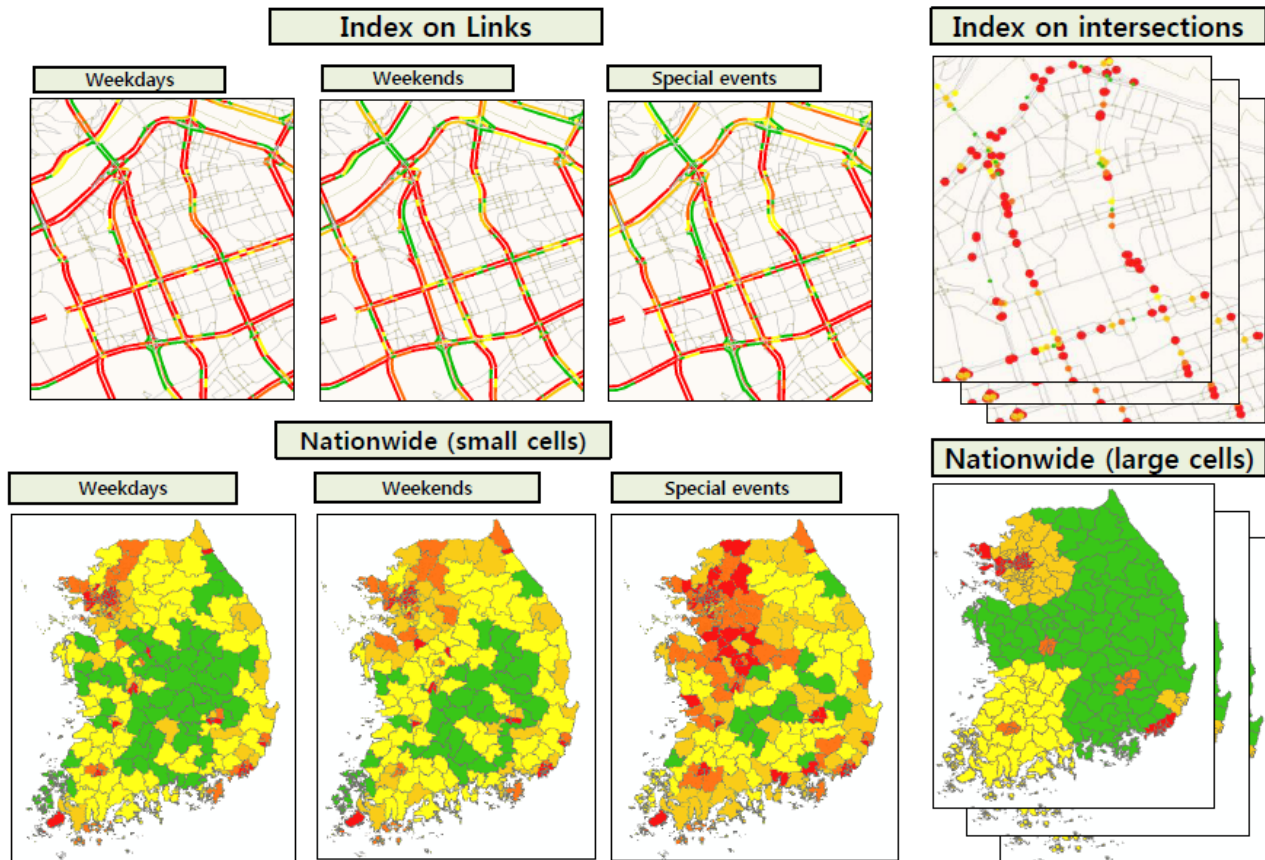 Index on Links
Index on intersections
Weekdays
Weekends
Special events
Nationwide (small cells)
Nationwide (large cells)
Weekdays
Weekends
Special events